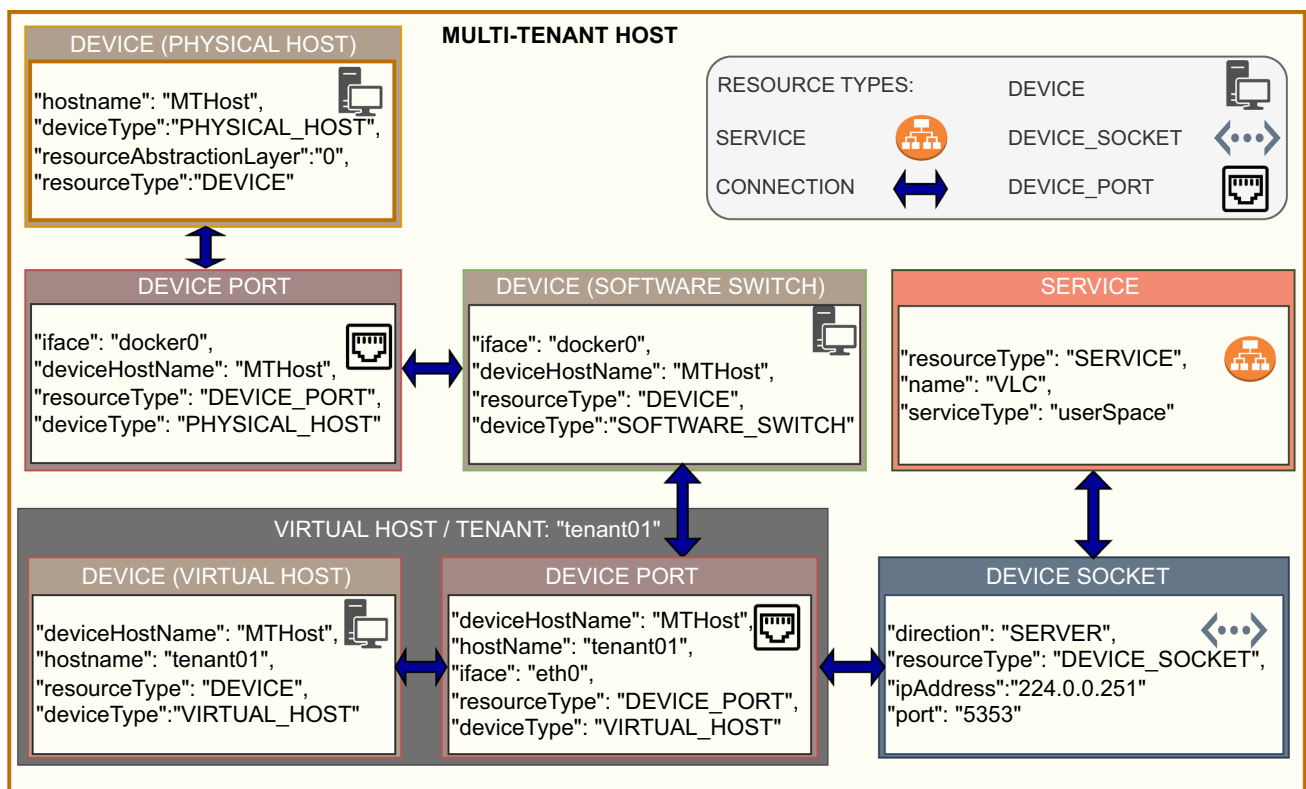 MULTI-TENANT HOST
DEVICE (PHYSICAL HOST)
"hostname": "MTHost",
"deviceType":"PHYSICAL_HOST",
"resourceAbstractionLayer":"0",
"resourceType":"DEVICE"
RESOURCE TYPES:
DEVICE
SERVICE
DEVICE_SOCKET
CONNECTION
DEVICE_PORT
DEVICE PORT
"iface": "docker0",
"deviceHostName": "MTHost",
"resourceType": "DEVICE_PORT",
"deviceType": "PHYSICAL_HOST"
DEVICE (SOFTWARE SWITCH)
"iface": "docker0",
"deviceHostName": "MTHost",
"resourceType": "DEVICE",
"deviceType":"SOFTWARE_SWITCH"
SERVICE
"resourceType": "SERVICE",
"name": "VLC",
"serviceType": "userSpace"
VIRTUAL HOST / TENANT: "tenant01"
DEVICE (VIRTUAL HOST)
"deviceHostName": "MTHost",
"hostname": "tenant01",
"resourceType": "DEVICE",
"deviceType":"VIRTUAL_HOST"
DEVICE PORT
"deviceHostName": "MTHost",
"hostName": "tenant01",
"iface": "eth0",
"resourceType": "DEVICE_PORT",
"deviceType": "VIRTUAL_HOST"
DEVICE SOCKET
"direction": "SERVER",
"resourceType": "DEVICE_SOCKET",
"ipAddress":"224.0.0.251"
"port": "5353"